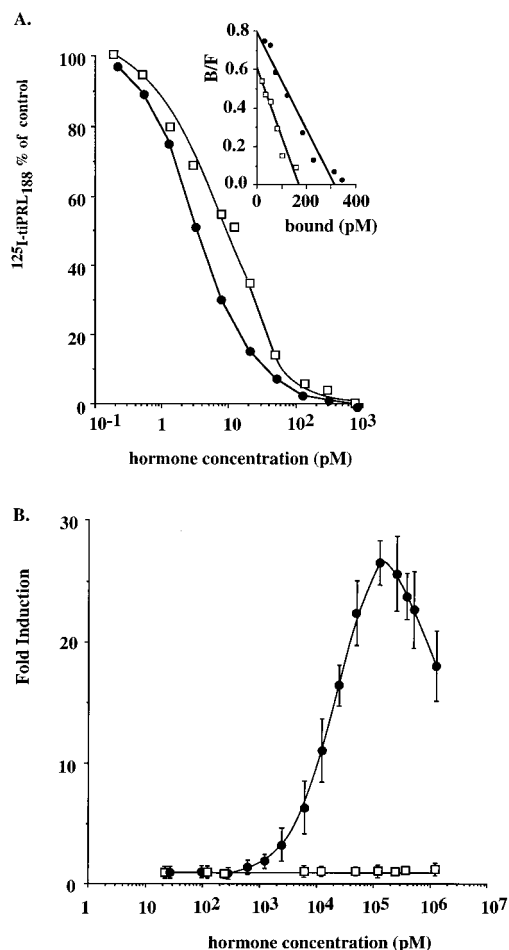 A.
¹²⁵I-tiPRL₁₈₈ % of control
100
80
60
40
20
0
10⁻¹ 1 10 10² 10³
hormone concentration (pM)
B/F
0.8
0.6
0.4
0.2
0.0
0 200 400
bound (pM)
B.
Fold Induction
30
20
10
0
1 10 10² 10³ 10⁴ 10⁵ 10⁶ 10⁷
hormone concentration (pM)